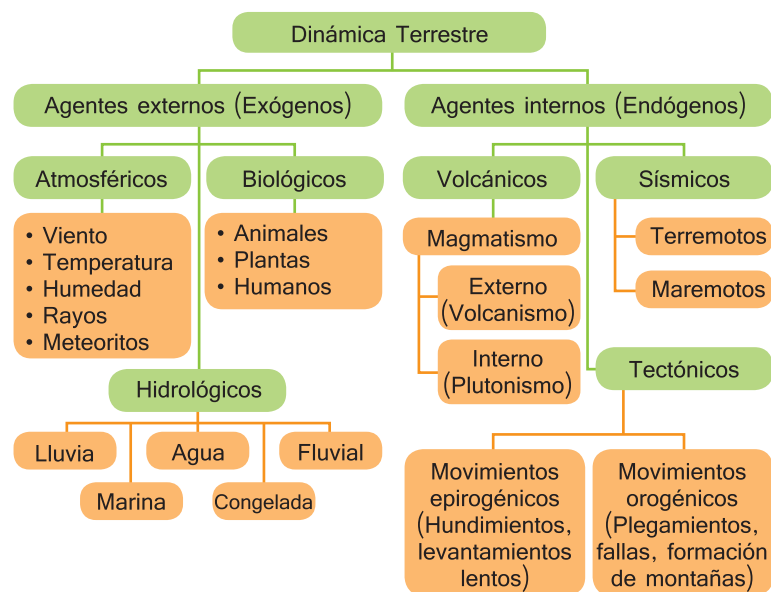 Dinámica Terrestre
Agentes externos (Exógenos)
Agentes internos (Endógenos)
Atmosféricos
Biológicos
Volcánicos
Sísmicos
• Viento
• Temperatura
• Humedad
• Rayos
• Meteoritos
• Animales
• Plantas
• Humanos
Magmatismo
Externo
(Volcanismo)
Interno
(Plutonismo)
Terremotos
Maremotos
Hidrológicos
Tectónicos
Lluvia
Agua
Fluvial
Marina
Congelada
Movimientos
epirogénicos
(Hundimientos,
levantamientos
lentos)
Movimientos
orogénicos
(Plegamientos,
fallas, formación
de montañas)